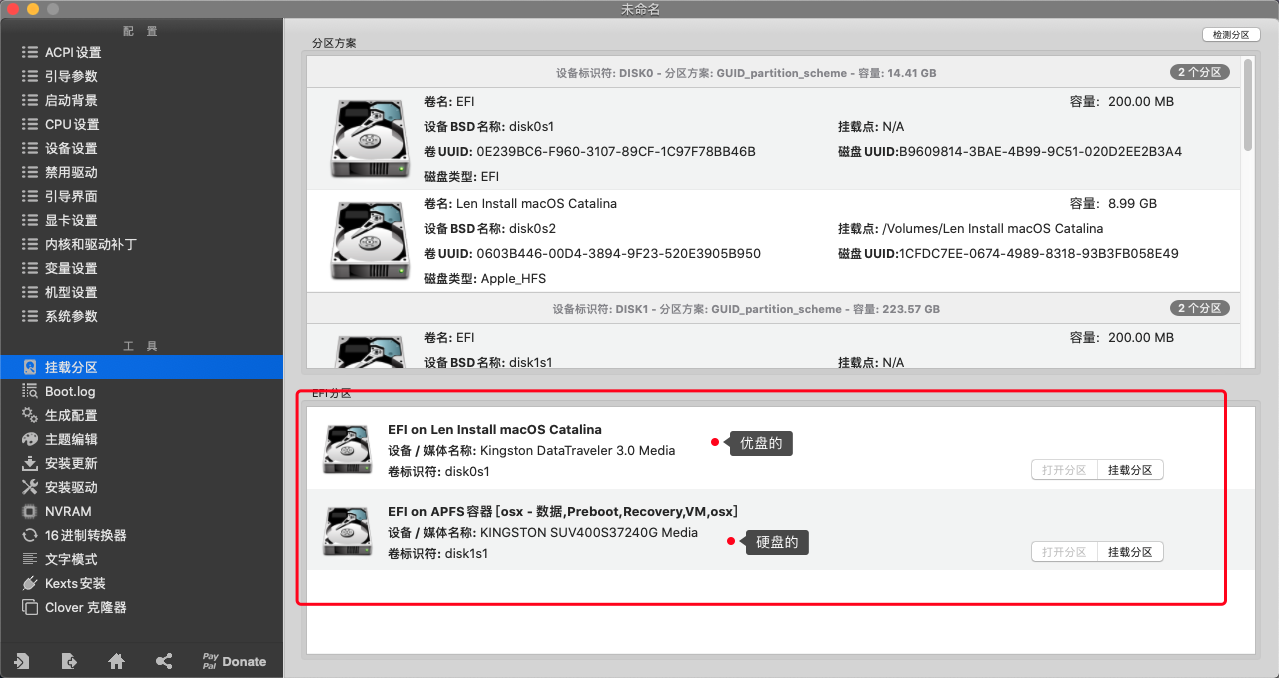 未命名
配 置
ACPI 设置
引导参数
启动背景
CPU 设置
设备设置
禁用驱动
引导界面
显卡设置
内核和驱动补丁
变量设置
机型设置
系统参数
工 具
挂载分区
Boot.log
生成配置
主题编辑
安装更新
安装驱动
NVRAM
16 进制转换器
文字模式
Kexts 安装
Clover 克隆器
Pay Pal Donate
检测分区
分区方案
设备标识符: DISK0 - 分区方案: GUID_partition_scheme - 容量: 14.41 GB 2 个分区
卷名: EFI 容量: 200.00 MB
设备 BSD 名称: disk0s1 挂载点: N/A
卷 UUID: 0E239BC6-F960-3107-89CF-1C97F78BB46B 磁盘 UUID:B9609814-3BAE-4B99-9C51-020D2EE2B3A4
磁盘类型: EFI
卷名: Len Install macOS Catalina 容量: 8.99 GB
设备 BSD 名称: disk0s2 挂载点: /Volumes/Len Install macOS Catalina
卷 UUID: 0603B446-00D4-3894-9F23-520E3905B950 磁盘 UUID:1CFDC7EE-0674-4989-8318-93B3FB058E49
磁盘类型: Apple_HFS
设备标识符: DISK1 - 分区方案: GUID_partition_scheme - 容量: 223.57 GB 2 个分区
卷名: EFI 容量: 200.00 MB
设备 BSD 名称: disk1s1 挂载点: N/A
EFI分区
EFI on Len Install macOS Catalina
设备 / 媒体名称: Kingston DataTraveler 3.0 Media 优盘的
卷标识符: disk0s1 打开分区 挂载分区
EFI on APFS 容器 [osx - 数据,Preboot,Recovery,VM,osx]
设备 / 媒体名称: KINGSTON SUV400S37240G Media 硬盘的
卷标识符: disk1s1 打开分区 挂载分区